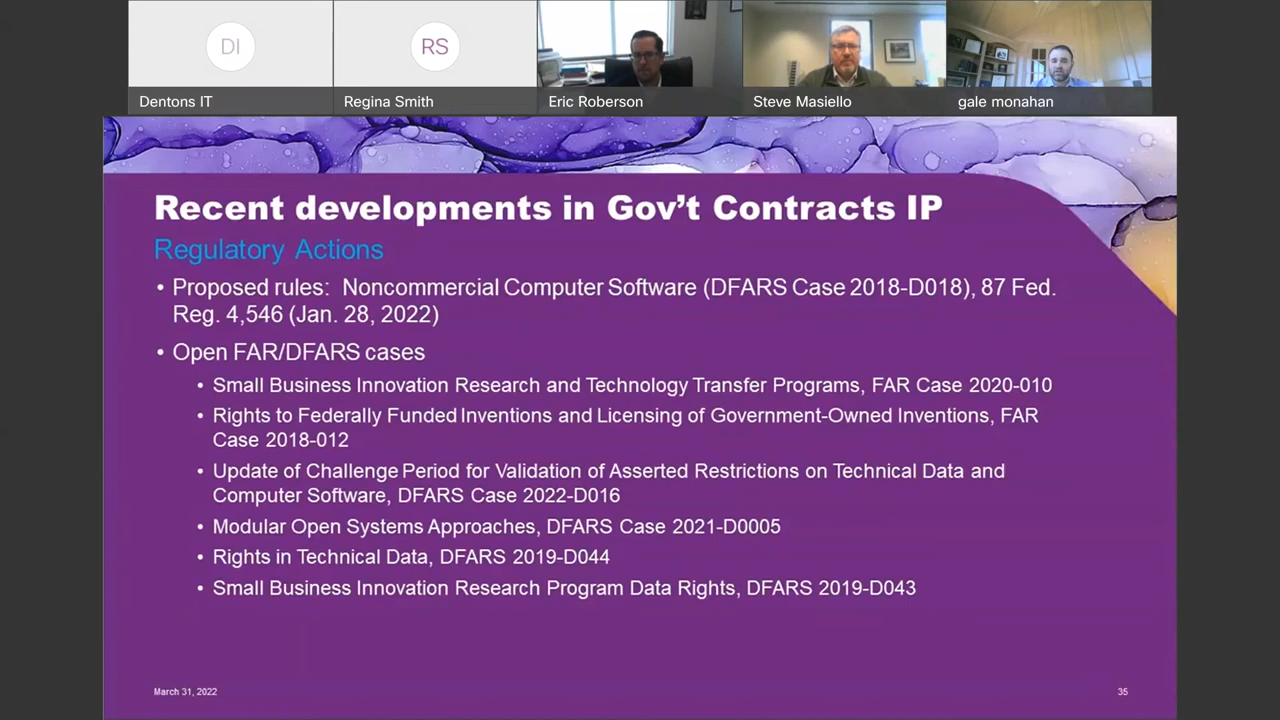 DI
RS
Dentons IT
Regina Smith
Eric Roberson
Steve Masiello
gale monahan
Recent developments in Gov't Contracts IP
Regulatory Actions
• Proposed rules: Noncommercial Computer Software (DFARS Case 2018-D018), 87 Fed.
Reg. 4,546 (Jan. 28, 2022)
• Open FAR/DFARS cases
• Small Business Innovation Research and Technology Transfer Programs, FAR Case 2020-010
• Rights to Federally Funded Inventions and Licensing of Government-Owned Inventions, FAR
Case 2018-012
• Update of Challenge Period for Validation of Asserted Restrictions on Technical Data and
Computer Software, DFARS Case 2022-D016
• Modular Open Systems Approaches, DFARS Case 2021-D0005
• Rights in Technical Data, DFARS 2019-D044
• Small Business Innovation Research Program Data Rights, DFARS 2019-D043
March 31, 2022
35